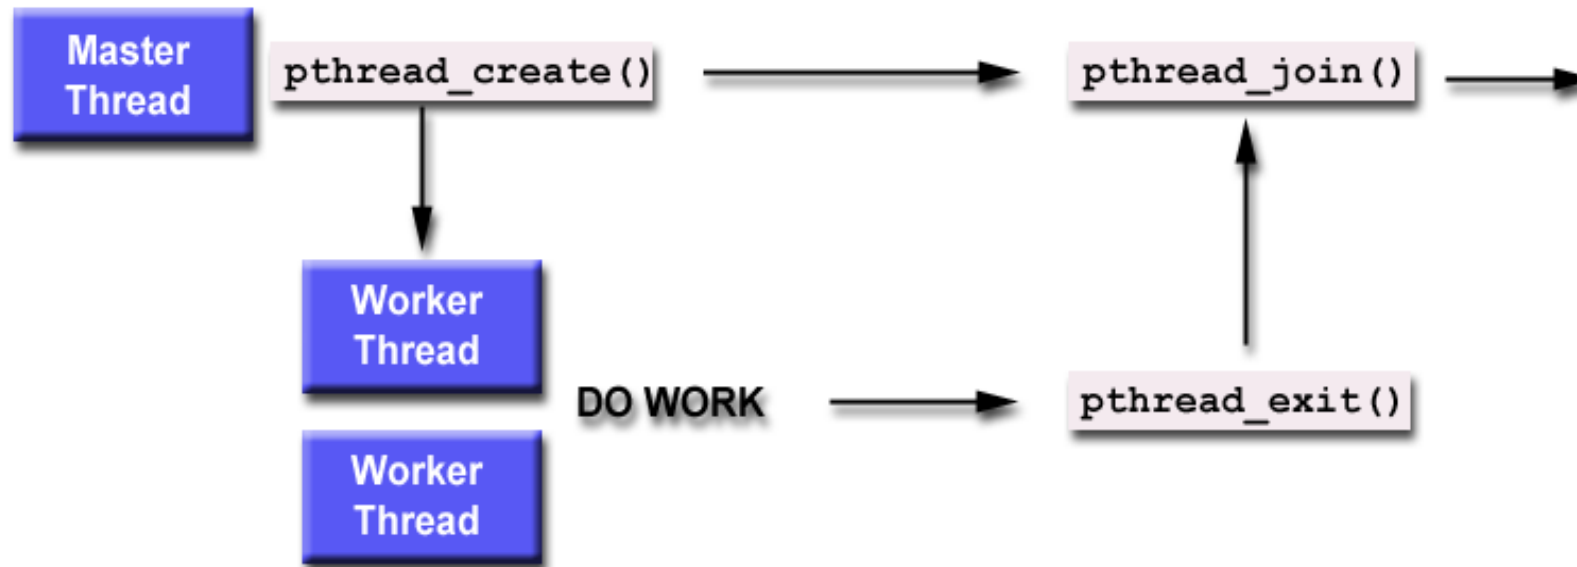 Master
Thread
pthread_create()
pthread_join()
Worker
Thread
DO WORK
pthread_exit()
Worker
Thread